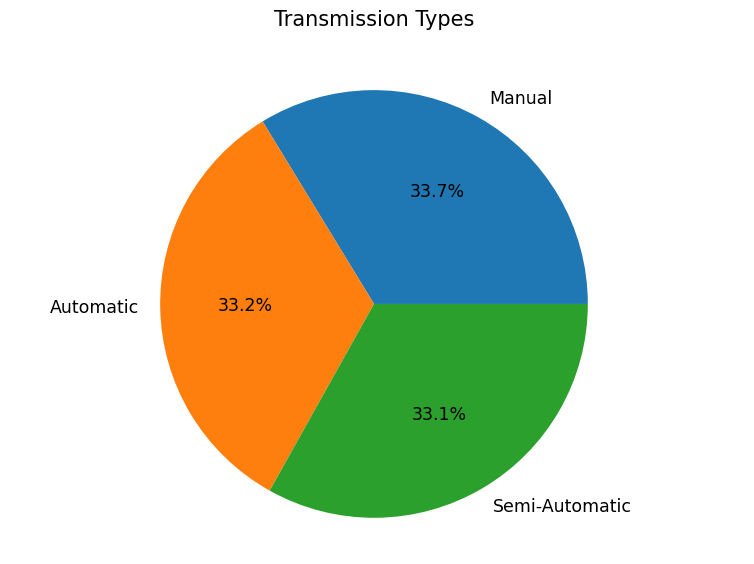 Transmission Types
Manual
33.7%
Automatic
33.2%
33.1%
Semi-Automatic